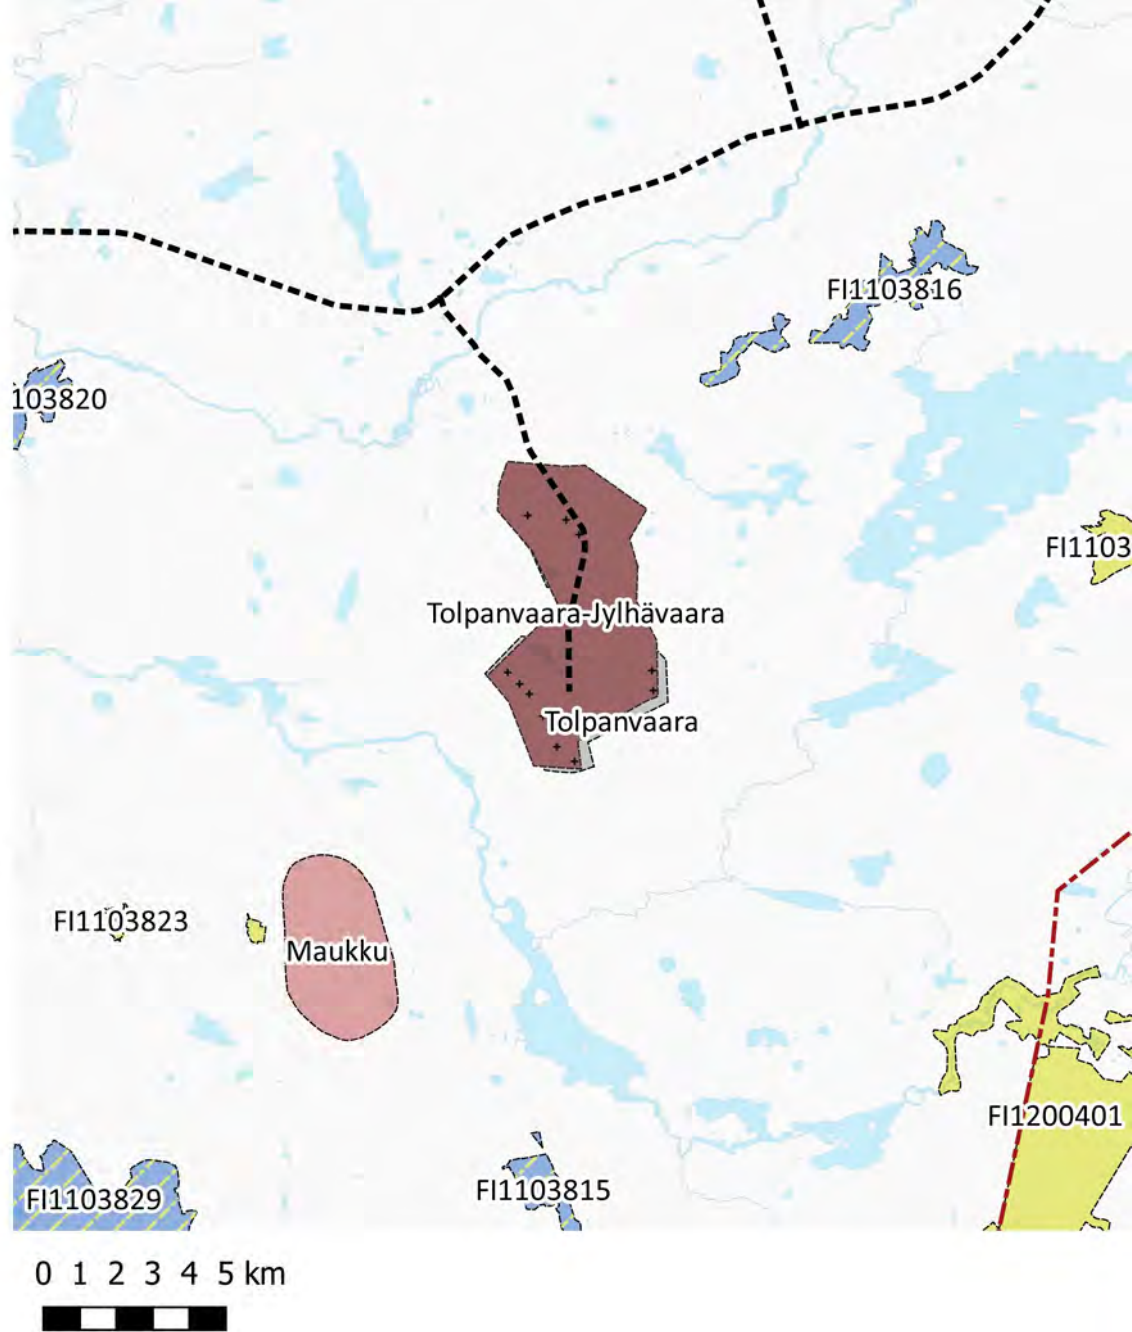 FI1103816
103820
FI1103
Tolpanvaara-Jylhävaara
Tolpanvaara
FI1103823
Maukku
FI1200401
FI1103829
FI1103815
0 1 2 3 4 5 km